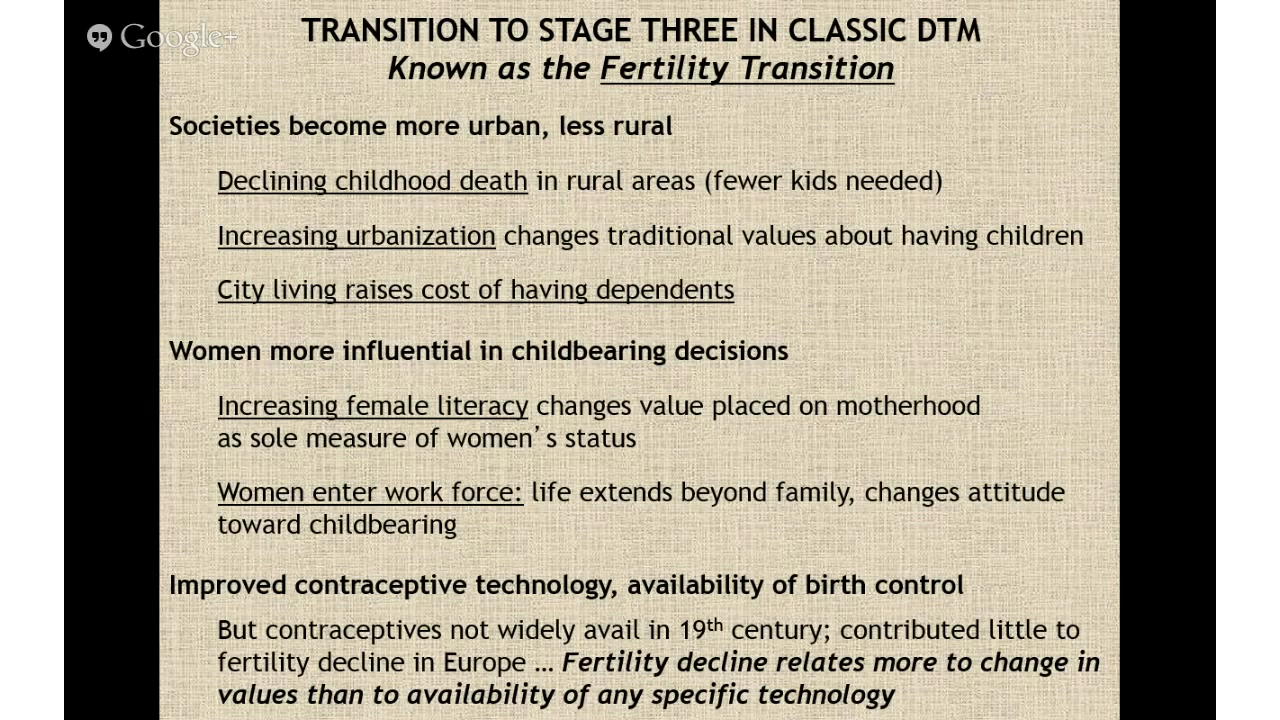 TRANSITION TO STAGE THREE IN CLASSIC DTM
Google+
Known as the Fertility Transition
Societies become more urban, less rural
Declining childhood death in rural areas (fewer kids needed)
Increasing urbanization changes traditional values about having children
City living raises cost of having dependents
Women more influential in childbearing decisions
Increasing female literacy changes value placed on motherhood
as sole measure of women's status
Women enter work force: life extends beyond family, changes attitude
toward childbearing
Improved contraceptive technology, availability of birth control
But contraceptives not widely avail in 19th century; contributed little to
fertility decline in Europe … Fertility decline relates more to change in
values than to availability of any specific technology